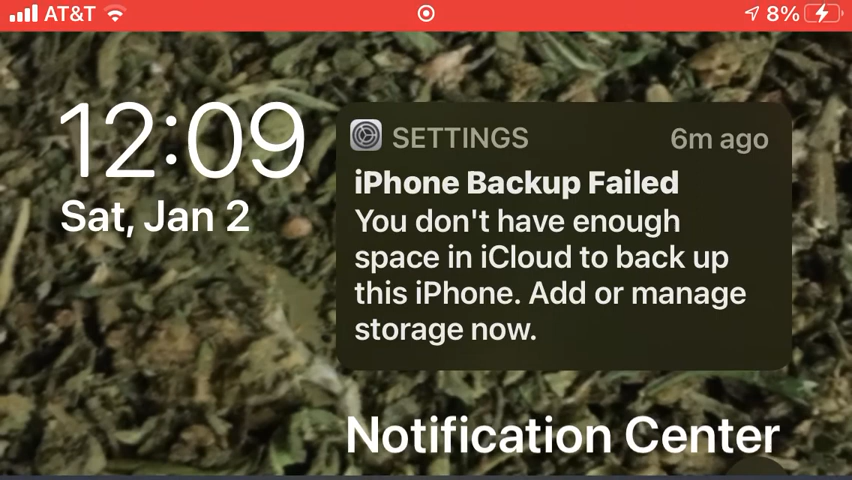 AT&T
8%
12:09
Sat, Jan 2
SETTINGS
6m ago
iPhone Backup Failed
You don't have enough
space in iCloud to back up
this iPhone. Add or manage
storage now.
Notification Center